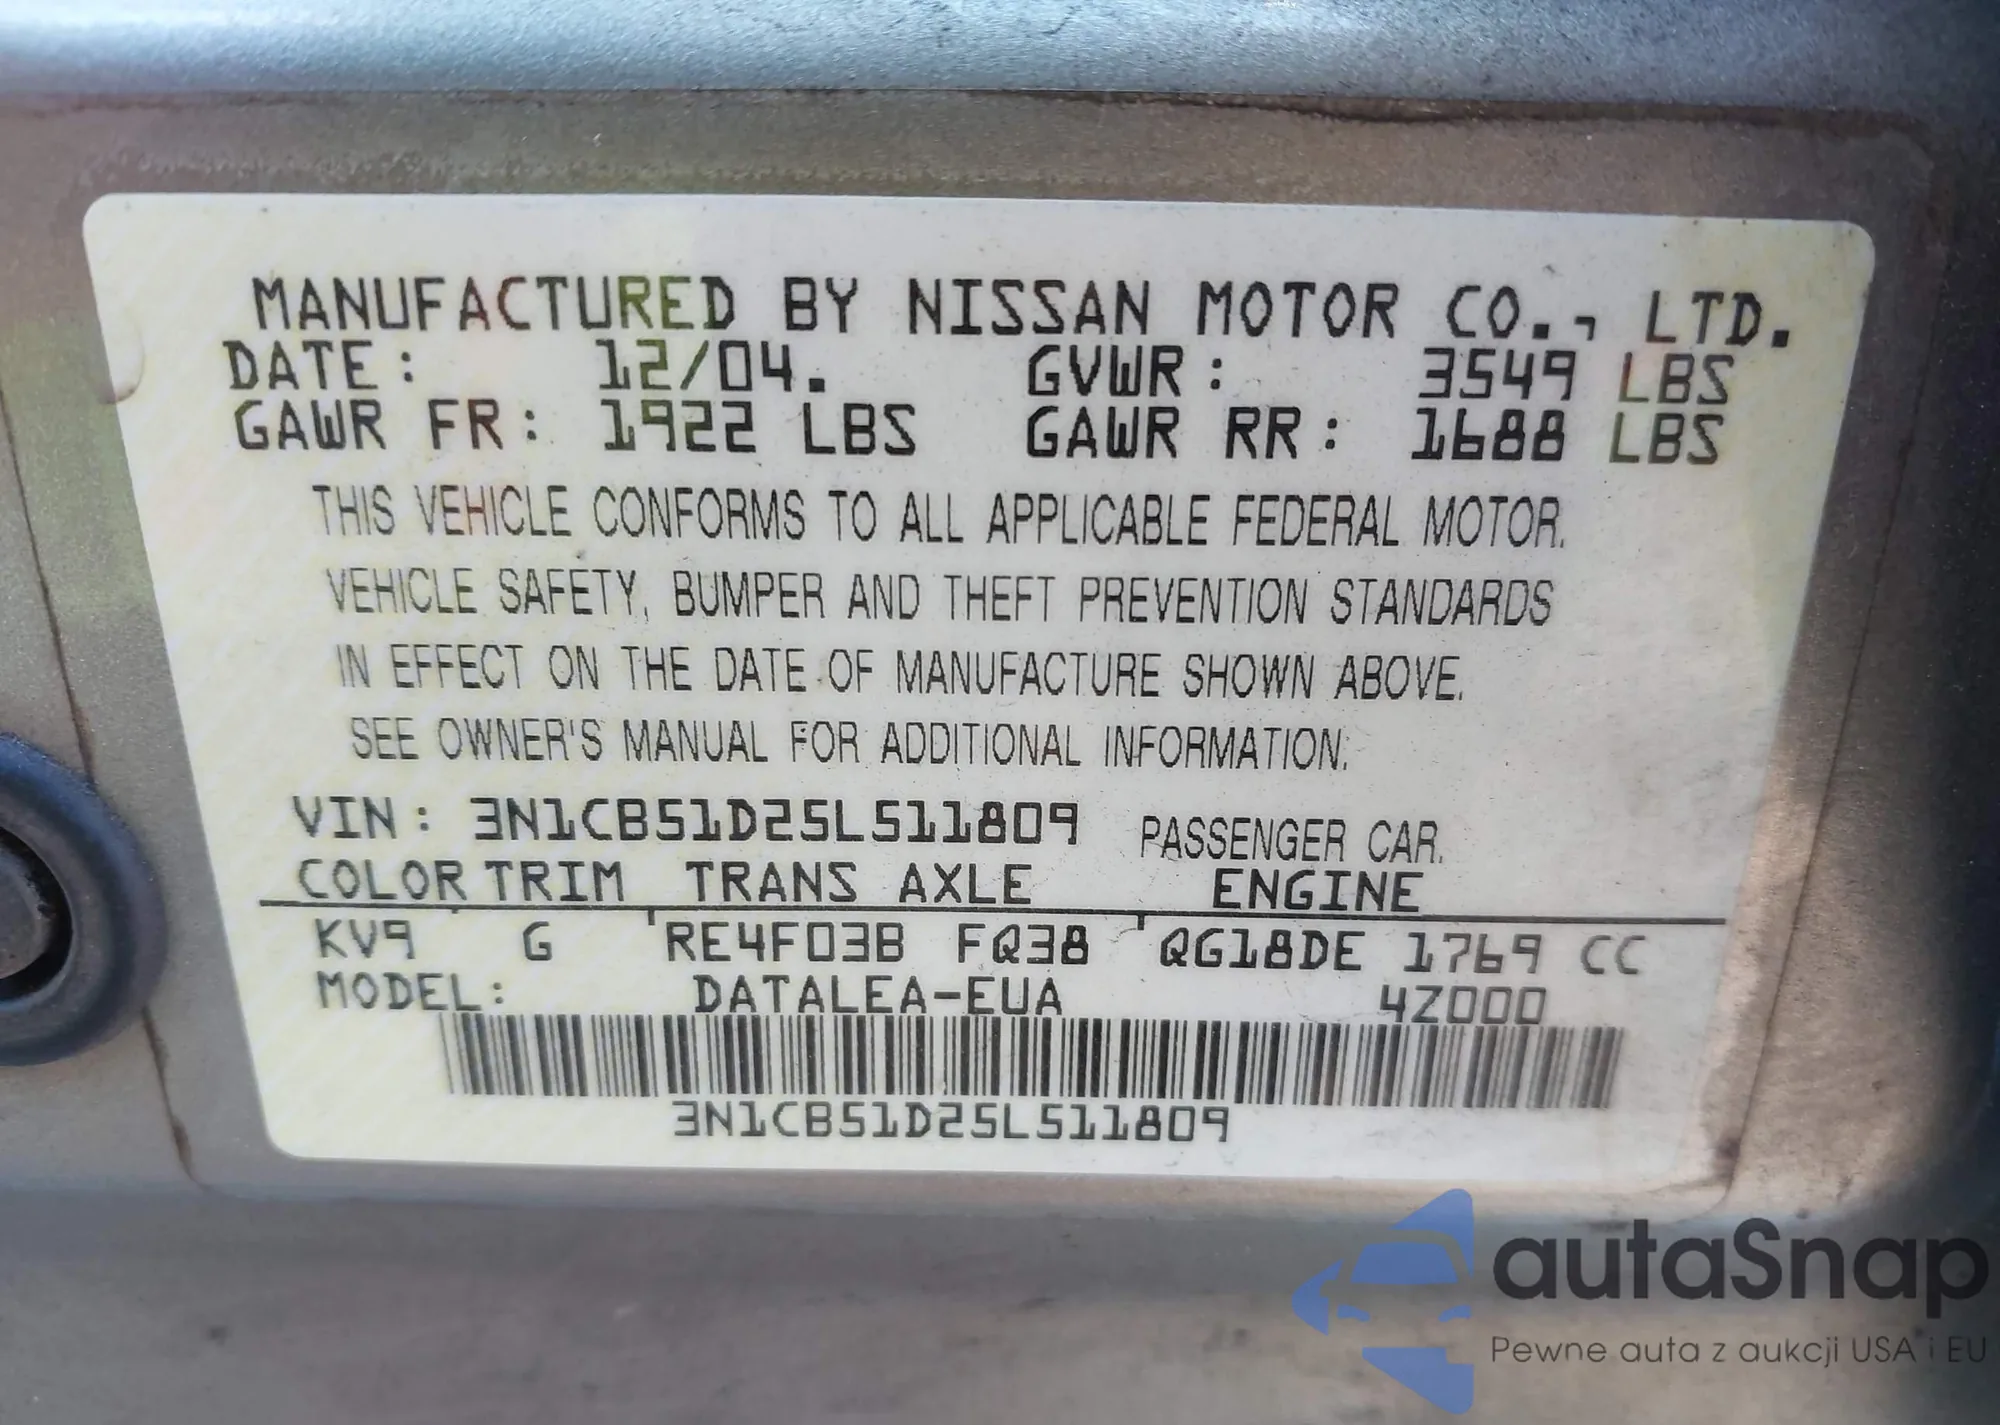 MANUFACTURED BY NISSAN MOTOR CO., LTD.
DATE: 12/04. GVWR: 3549 LBS
GAWR FR: 1922 LBS GAWR RR: 1688 LBS
THIS VEHICLE CONFORMS TO ALL APPLICABLE FEDERAL MOTOR.
VEHICLE SAFETY, BUMPER AND THEFT PREVENTION STANDARDS
IN EFFECT ON THE DATE OF MANUFACTURE SHOWN ABOVE.
SEE OWNER'S MANUAL FOR ADDITIONAL INFORMATION.
VIN: 3N1CB51D25L511809 PASSENGER CAR.
COLOR TRIM TRANS AXLE ENGINE
KV9 G RE4F03B FQ38 QG18DE 1769 CC
MODEL: DATALEA-EUA 4Z000
3N1CB51D25L511809
autaSnap
Pewne auta z aukcji USA i EU